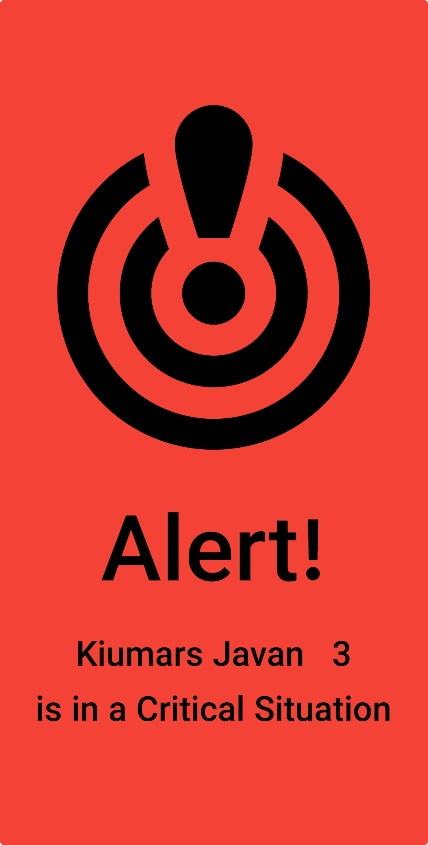 Alert!
Kiumars Javan 3
is in a Critical Situation